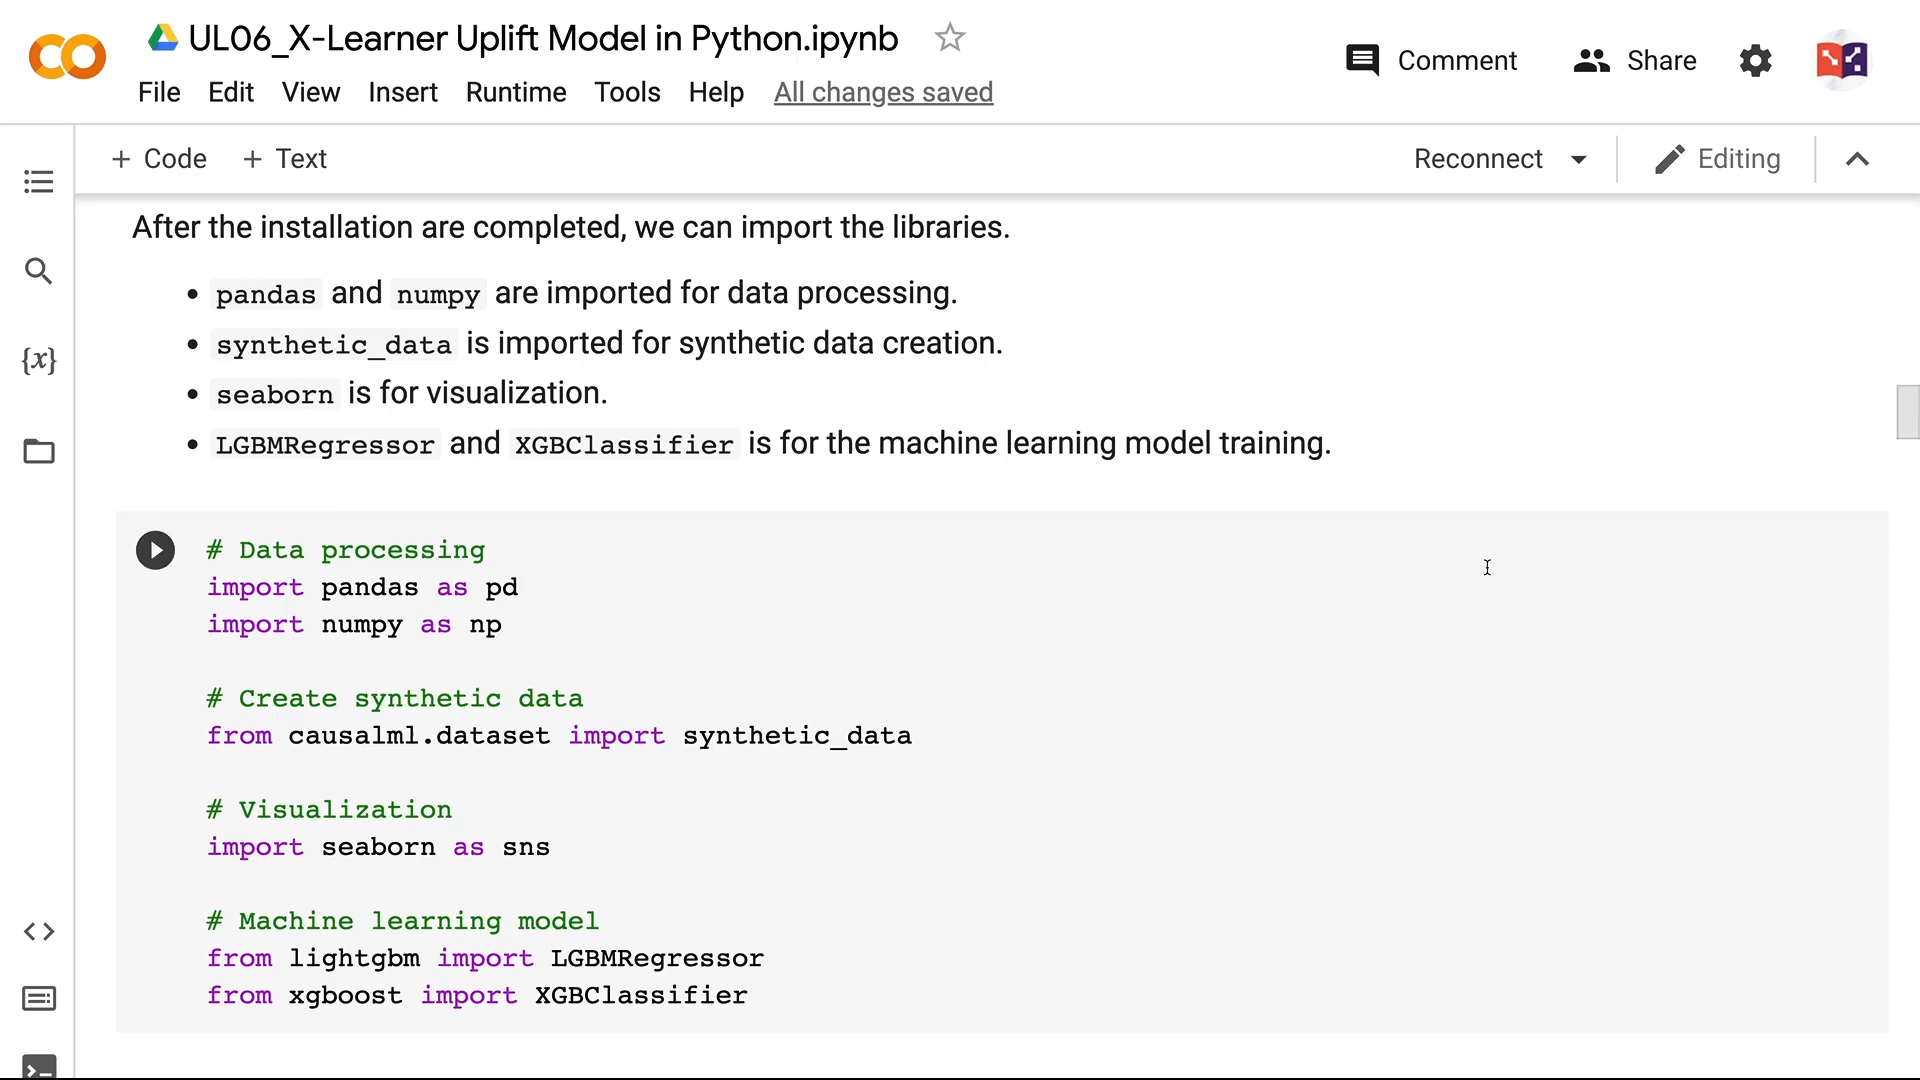 UL06_X-Learner Uplift Model in Python.ipynb
Comment
Share
File Edit View Insert Runtime Tools Help All changes saved
+ Code + Text
Reconnect
Editing
After the installation are completed, we can import the libraries.
• pandas and numpy are imported for data processing.
• synthetic_data is imported for synthetic data creation.
• seaborn is for visualization.
• LGBMRegressor and XGBClassifier is for the machine learning model training.
{x}
# Data processing
import pandas as pd
import numpy as np
# Create synthetic data
from causalml.dataset import synthetic_data
# Visualization
import seaborn as sns
# Machine learning model
from lightgbm import LGBMRegressor
from xgboost import XGBClassifier